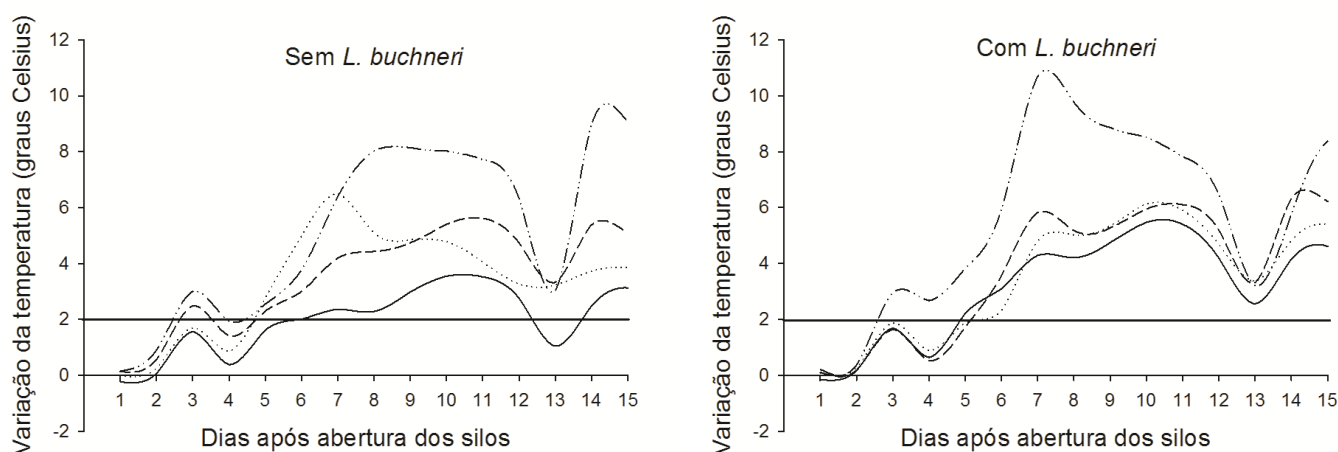 Variação da temperatura (graus Celsius)
12
10
8
6
4
2
0
-2
Sem L. buchneri
1 2 3 4 5 6 7 8 9 10 11 12 13 14 15
Dias após abertura dos silos
Variação da temperatura (graus Celsius)
12
10
8
6
4
2
0
-2
Com L. buchneri
1 2 3 4 5 6 7 8 9 10 11 12 13 14 15
Dias após abertura dos silos